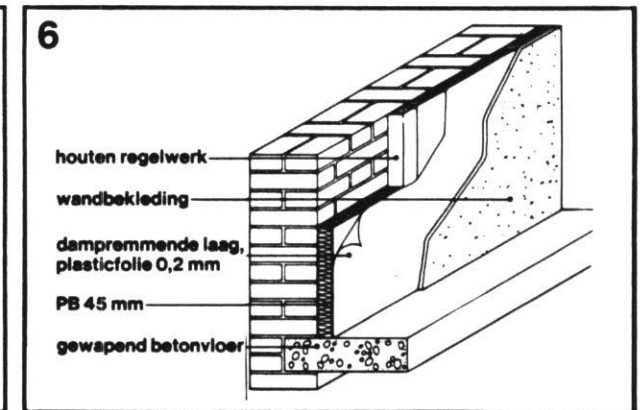 6
houten regelwerk
wandbekleding
dampremmende laag,
plasticfolie 0,2 mm
PB 45 mm
gewapend betonvloer